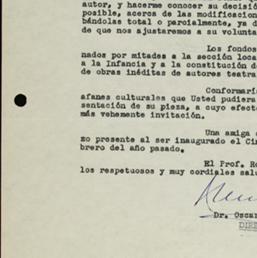 autor, y hacerme conocer su decisió
posible, acerca de las modificacion
bándolas total o parcialmente, ya d
de que nos ajustaremos a su volunta
Los fondos
nados por mitades a la sección loca
a la Infancia y a la constitución d
de obras inéditas de autores teatra
Conformarí
afanes culturales que Usted pudiera
sentación de su pieza, a cuyo efect
más vehemente invitación.
Una amiga c
zo presente al ser inaugurado el Ci
brero del año pasado.
El Prof. Re
los respetuosos y muy cordiales salu
Dr. Oscar